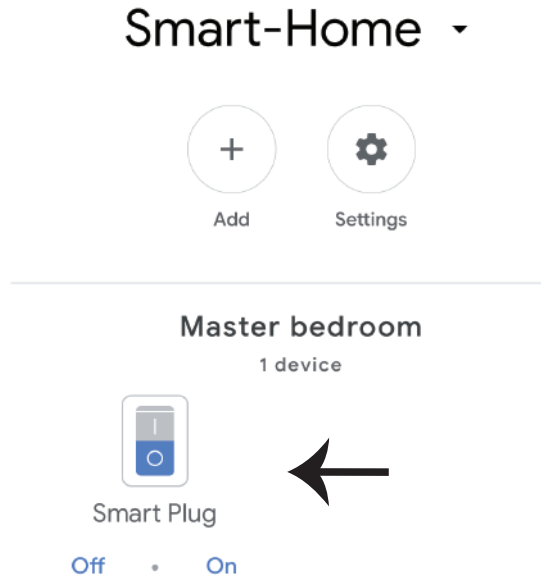 Smart-Home
Add Settings
Master bedroom
1 device
Smart Plug
Off • On